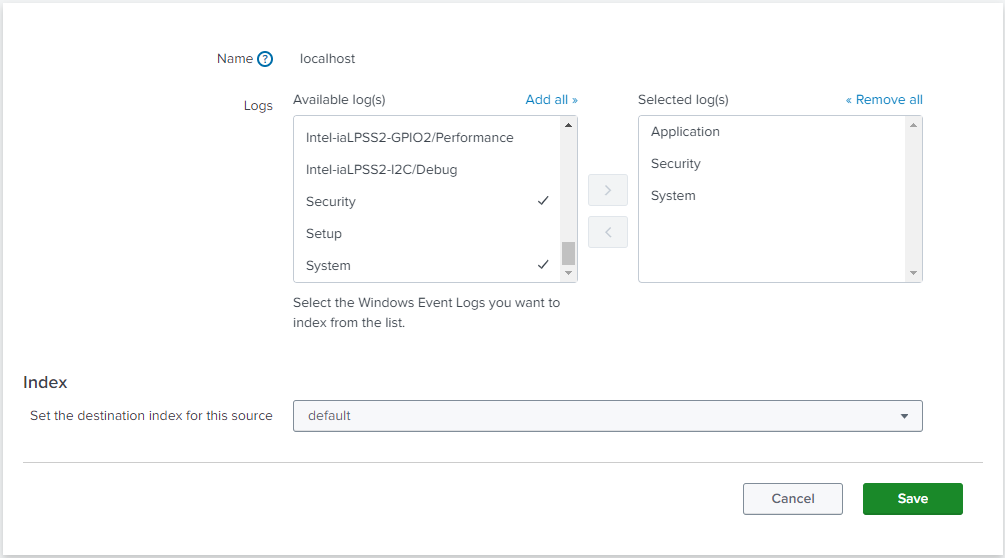 Name ? localhost
Logs
Available log(s) Add all »
Intel-iaLPSS2-GPIO2/Performance
Intel-iaLPSS2-I2C/Debug
Security
Setup
System
Selected log(s) « Remove all
Application
Security
System
Select the Windows Event Logs you want to
index from the list.
Index
Set the destination index for this source default
Cancel Save